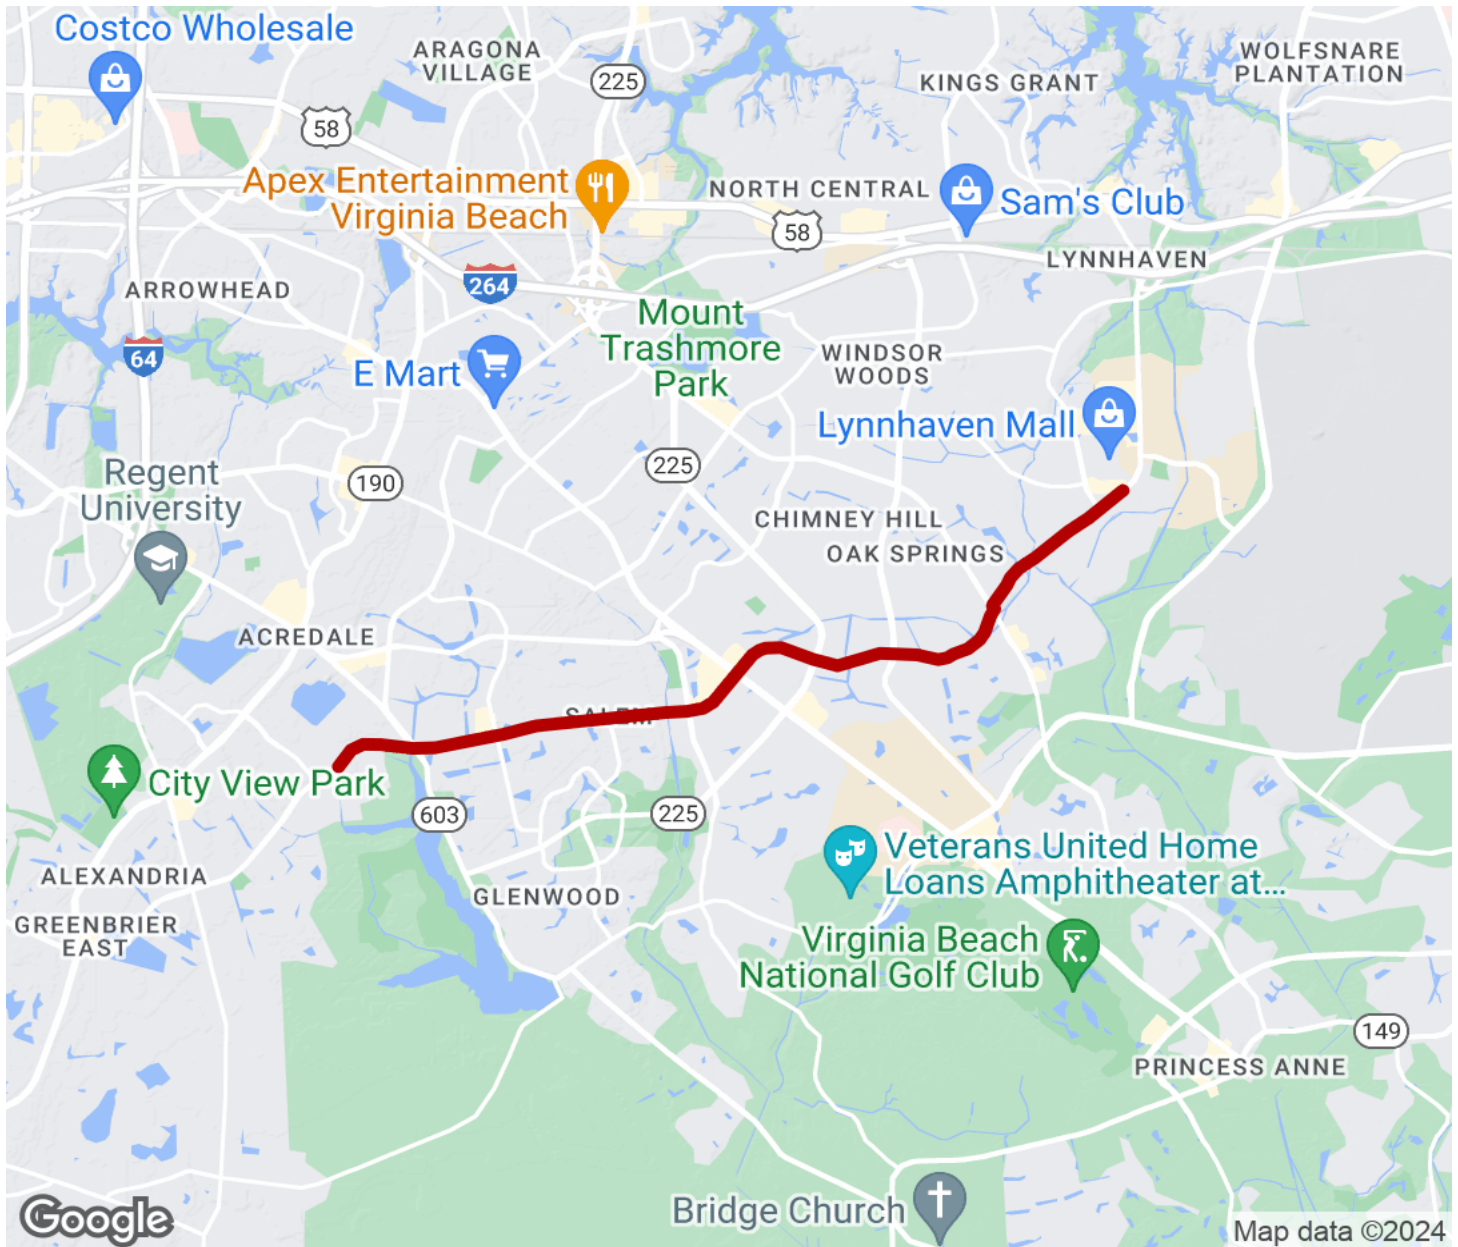 Costco Wholesale
ARAGONA
VILLAGE
225
KINGS GRANT
WOLFSNARE
PLANTATION
58
Apex Entertainment
Virginia Beach
NORTH CENTRAL
Sam's Club
58
LYNNHAVEN
ARROWHEAD
264
Mount
Trashmore
Park
64
E Mart
WINDSOR
WOODS
Lynnhaven Mall
Regent
University
190
225
CHIMNEY HILL
OAK SPRINGS
ACREDALE
SALEM
City View Park
603
225
Veterans United Home
Loans Amphitheater at...
ALEXANDRIA
GLENWOOD
GREENBRIER
EAST
Virginia Beach
National Golf Club
149
PRINCESS ANNE
Bridge Church
Google
Map data ©2024